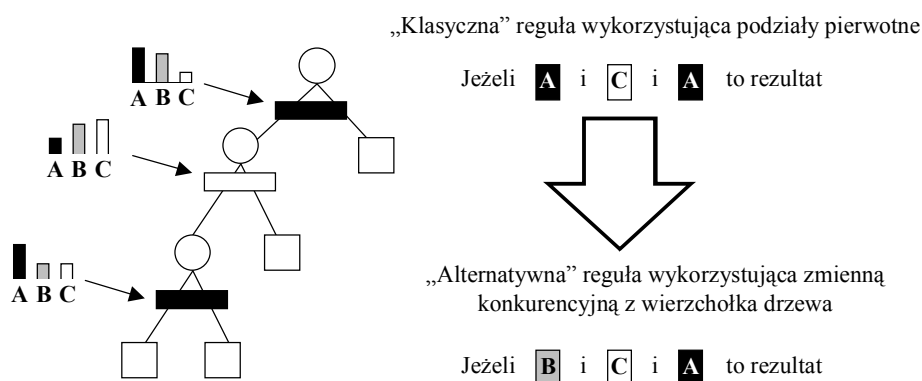 „Klasyczna” reguła wykorzystująca podziały pierwotne
Jeżeli A i C i A to rezultat
A B C
A B C
A B C
„Alternatywna” reguła wykorzystująca zmienną
konkurencyjną z wierzchołka drzewa
Jeżeli B i C i A to rezultat